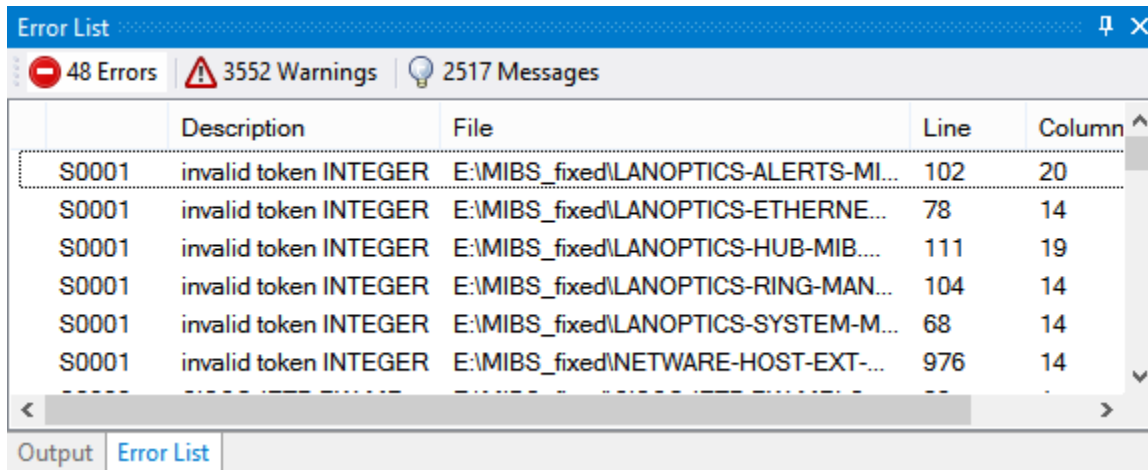 Error List
48 Errors 3552 Warnings 2517 Messages
Description File Line Column
S0001 invalid token INTEGER E:\MIBS_fixed\LANOPTICS-ALERTS-MI... 102 20
S0001 invalid token INTEGER E:\MIBS_fixed\LANOPTICS-ETHERNE... 78 14
S0001 invalid token INTEGER E:\MIBS_fixed\LANOPTICS-HUB-MIB.... 111 19
S0001 invalid token INTEGER E:\MIBS_fixed\LANOPTICS-RING-MAN... 104 14
S0001 invalid token INTEGER E:\MIBS_fixed\LANOPTICS-SYSTEM-M... 68 14
S0001 invalid token INTEGER E:\MIBS_fixed\NETWARE-HOST-EXT-... 976 14
Output Error List